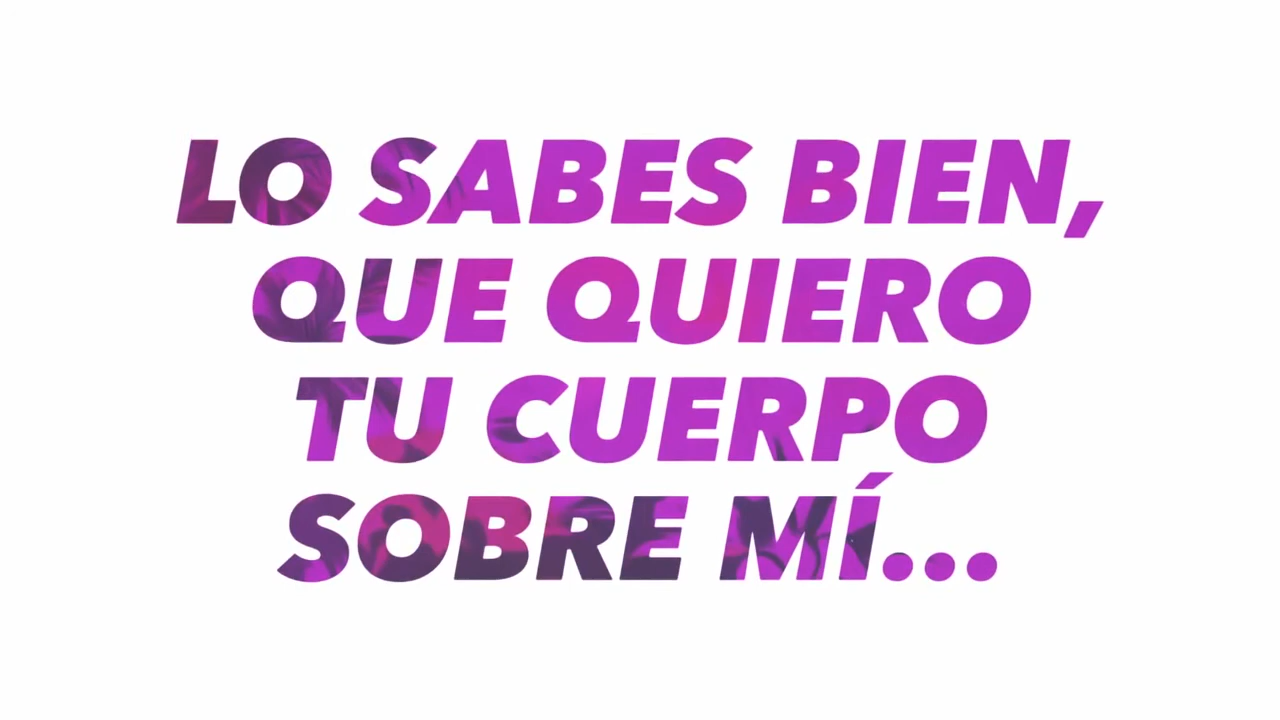 LO SABES BIEN,
QUE QUIERO
TU CUERPO
SOBRE MÍ...